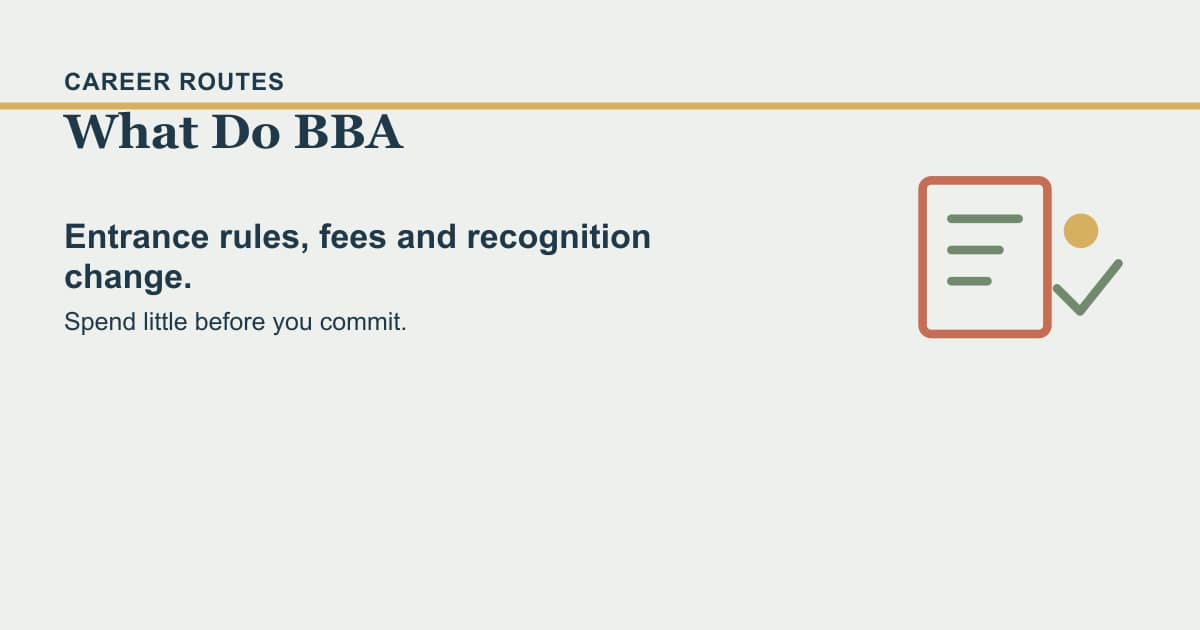 CAREER ROUTES
What Do BBA
Entrance rules, fees and recognition
change.
Spend little before you commit.